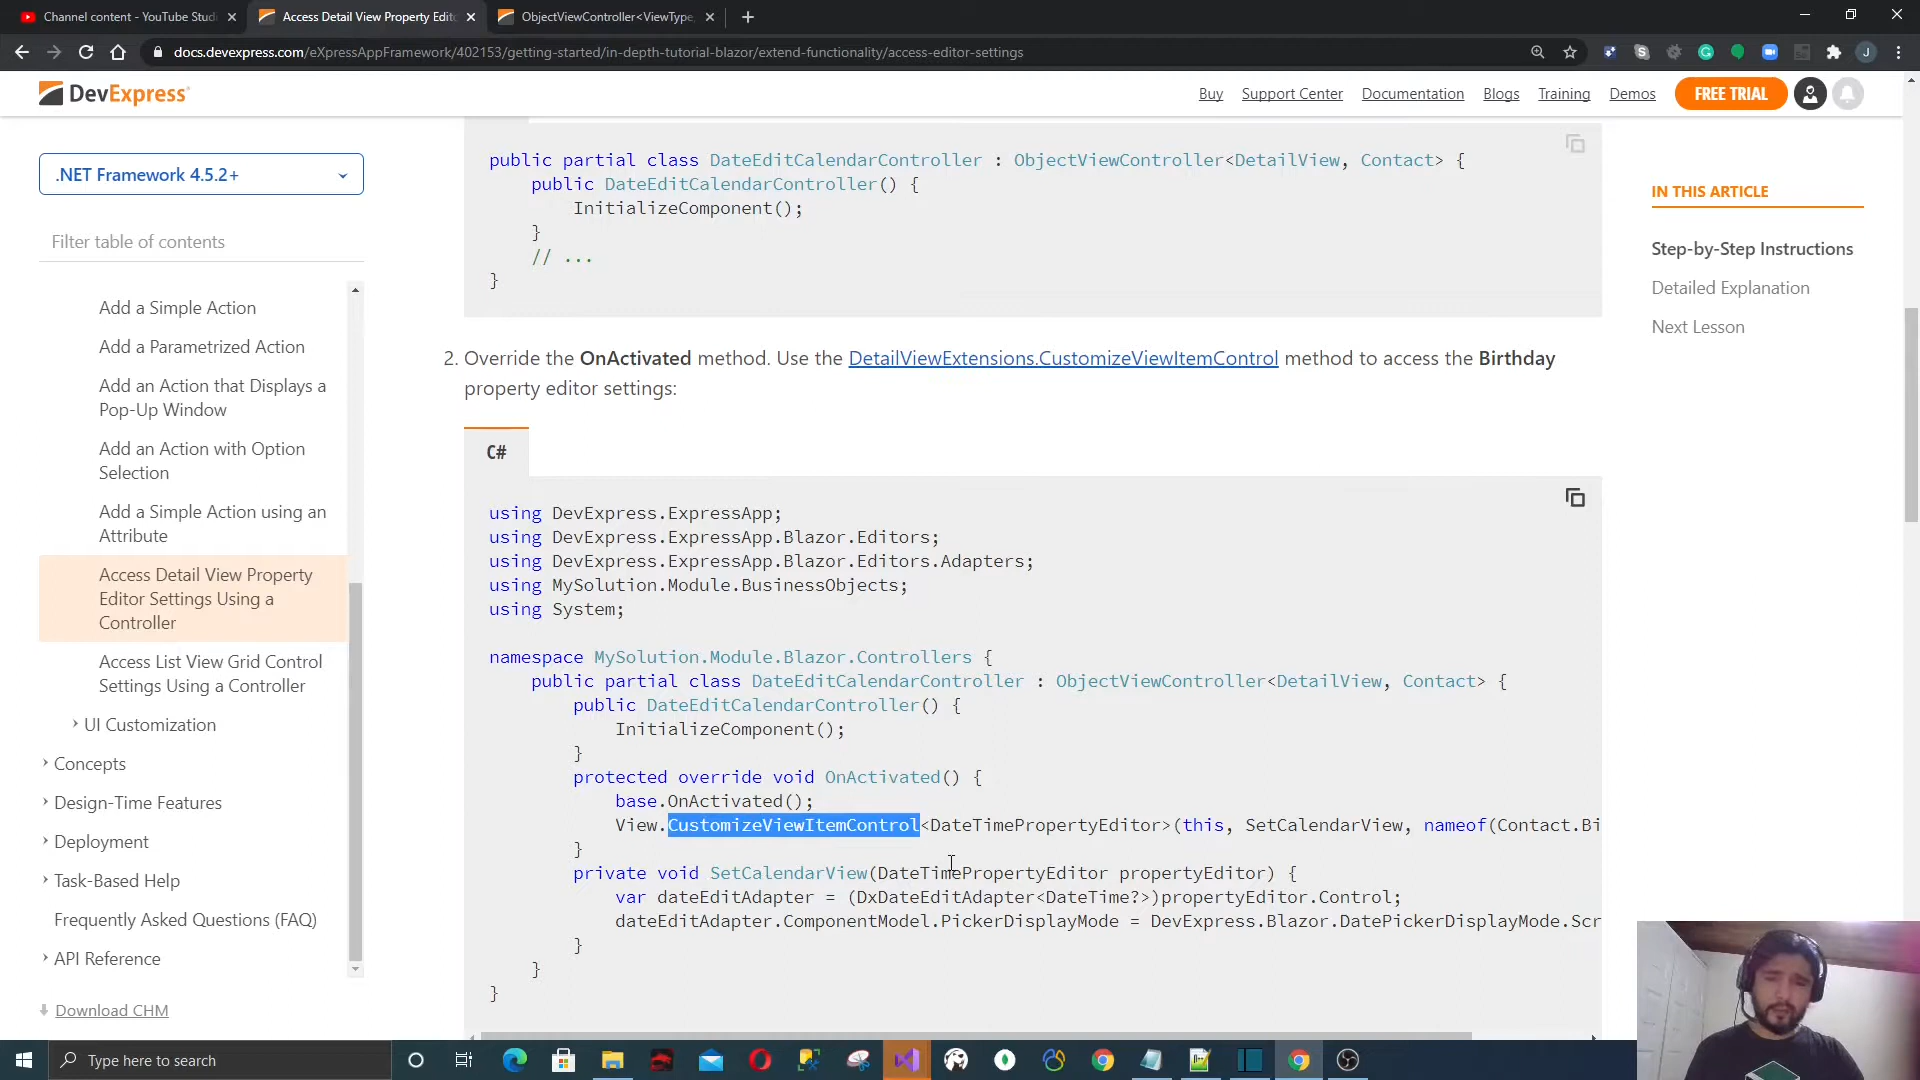 Channel content - YouTube Studi
Access Detail View Property Edito
ObjectViewController<ViewType,
docs.devexpress.com/eXpressAppFramework/402153/getting-started/in-depth-tutorial-blazor/extend-functionality/access-editor-settings
J
DevExpress
Buy
Support Center
Documentation
Blogs
Training
Demos
FREE TRIAL
.NET Framework 4.5.2+
Filter table of contents
Add a Simple Action
Add a Parametrized Action
Add an Action that Displays a
Pop-Up Window
Add an Action with Option
Selection
Add a Simple Action using an
Attribute
Access Detail View Property
Editor Settings Using a
Controller
Access List View Grid Control
Settings Using a Controller
UI Customization
Concepts
Design-Time Features
Deployment
Task-Based Help
Frequently Asked Questions (FAQ)
API Reference
Download CHM
public partial class DateEditCalendarController : ObjectViewController<DetailView, Contact> {
public DateEditCalendarController() {
InitializeComponent();
}
// ...
}
2. Override the OnActivated method. Use the DetailViewExtensions.CustomizeViewItemControl method to access the Birthday
property editor settings:
C#
using DevExpress.ExpressApp;
using DevExpress.ExpressApp.Blazor.Editors;
using DevExpress.ExpressApp.Blazor.Editors.Adapters;
using MySolution.Module.BusinessObjects;
using System;
namespace MySolution.Module.Blazor.Controllers {
public partial class DateEditCalendarController : ObjectViewController<DetailView, Contact> {
public DateEditCalendarController() {
InitializeComponent();
}
protected override void OnActivated() {
base.OnActivated();
View.CustomizeViewItemControl<DateTimePropertyEditor>(this, SetCalendarView, nameof(Contact.Bi
}
private void SetCalendarView(DateTimePropertyEditor propertyEditor) {
var dateEditAdapter = (DxDateEditAdapter<DateTime?>)propertyEditor.Control;
dateEditAdapter.ComponentModel.PickerDisplayMode = DevExpress.Blazor.DatePickerDisplayMode.Scr
}
}
}
IN THIS ARTICLE
Step-by-Step Instructions
Detailed Explanation
Next Lesson
Type here to search